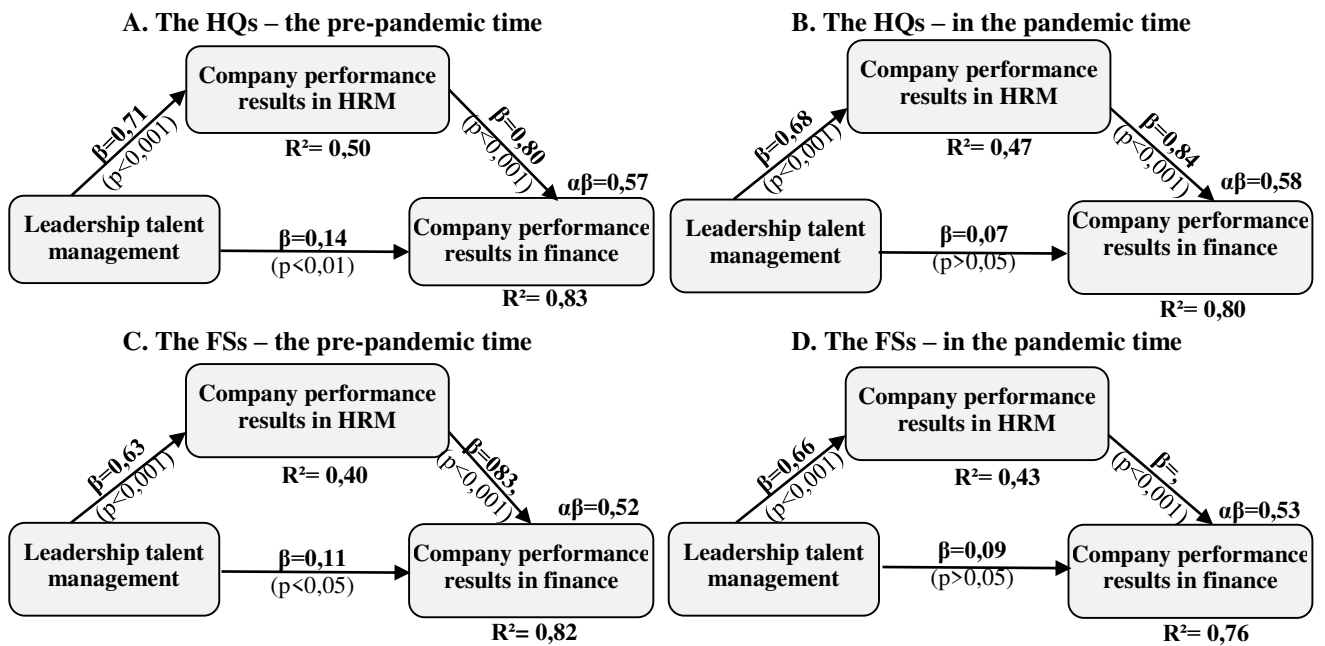 A. The HQs – the pre-pandemic time
Company performance
results in HRM
R²= 0,50
β=0,71
(p<0,001)
β=0,80
(p<0,001)
αβ=0,57
Leadership talent
management
β=0,14
(p<0,01)
Company performance
results in finance
R²= 0,83
B. The HQs – in the pandemic time
Company performance
results in HRM
R²= 0,47
β=0,68
(p<0,001)
β=0,84
(p<0,001)
αβ=0,58
Leadership talent
management
β=0,07
(p>0,05)
Company performance
results in finance
R²= 0,80
C. The FSs – the pre-pandemic time
Company performance
results in HRM
R²= 0,40
β=0,63
(p<0,001)
β=083,
(p<0,001)
αβ=0,52
Leadership talent
management
β=0,11
(p<0,05)
Company performance
results in finance
R²= 0,82
D. The FSs – in the pandemic time
Company performance
results in HRM
R²= 0,43
β=0,66
(p<0,001)
β=,
(p<0,001)
αβ=0,53
Leadership talent
management
β=0,09
(p>0,05)
Company performance
results in finance
R²= 0,76